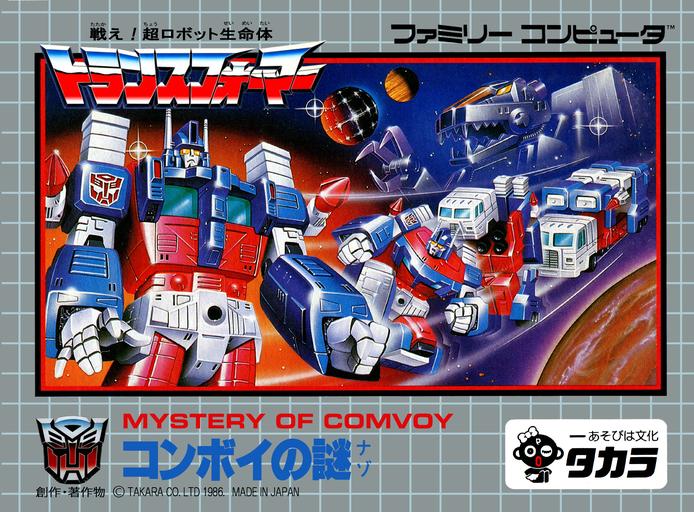 戦え!超ロボット生命体
トランスフォーマー
ファミリー コンピュータ™
MYSTERY OF COMVOY
コンボイの謎
ナゾ
創作・著作物 © TAKARA CO. LTD 1986. MADE IN JAPAN
あそびは文化
タカラ